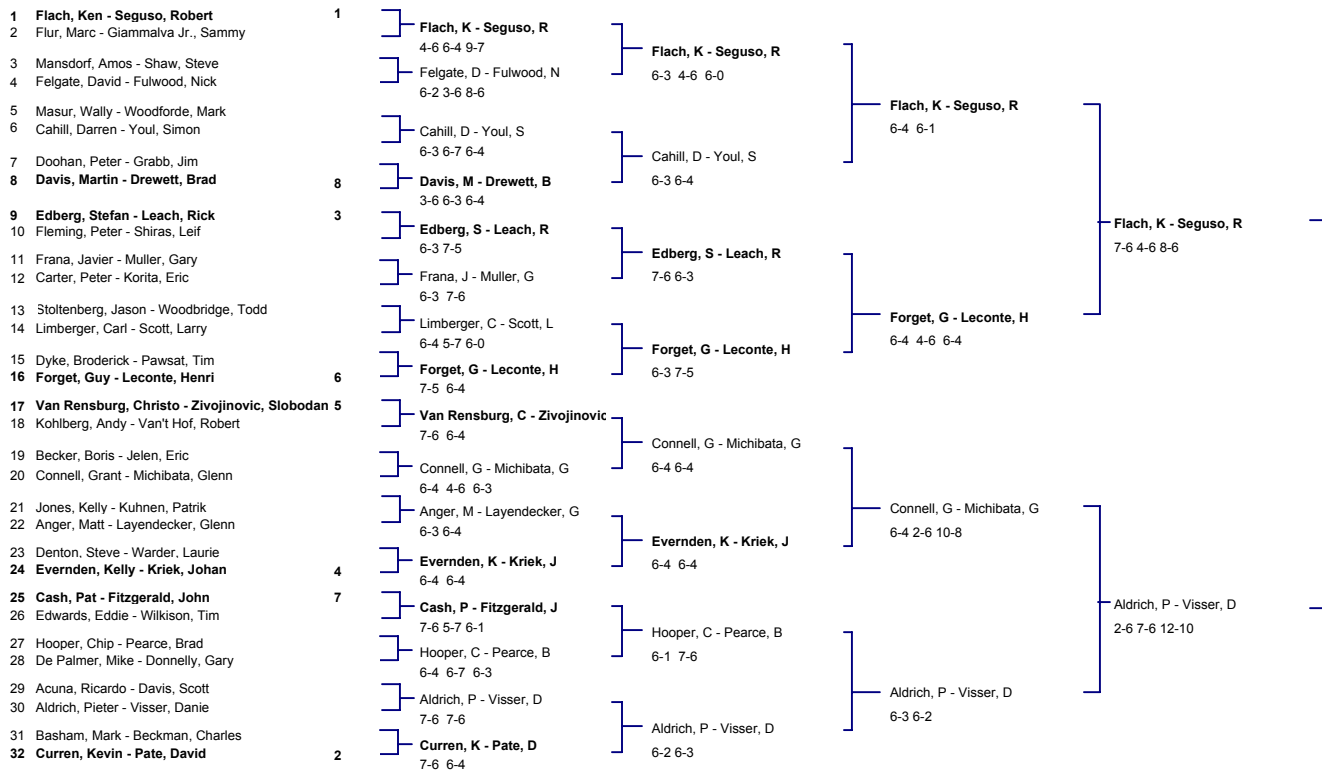 1 Flach, Ken - Seguso, Robert 1
2 Flur, Marc - Giammalva Jr., Sammy
3 Mansdorf, Amos - Shaw, Steve
4 Felgate, David - Fulwood, Nick
5 Masur, Wally - Woodforde, Mark
6 Cahill, Darren - Youl, Simon
7 Doohan, Peter - Grabb, Jim
8 Davis, Martin - Drewett, Brad 8
9 Edberg, Stefan - Leach, Rick 3
10 Fleming, Peter - Shiras, Leif
11 Frana, Javier - Muller, Gary
12 Carter, Peter - Korita, Eric
13 Stoltenberg, Jason - Woodbridge, Todd
14 Limberger, Carl - Scott, Larry
15 Dyke, Broderick - Pawsat, Tim
16 Forget, Guy - Leconte, Henri 6
17 Van Rensburg, Christo - Zivojinovic, Slobodan 5
18 Kohlberg, Andy - Van't Hof, Robert
19 Becker, Boris - Jelen, Eric
20 Connell, Grant - Michibata, Glenn
21 Jones, Kelly - Kuhnen, Patrik
22 Anger, Matt - Layendecker, Glenn
23 Denton, Steve - Warder, Laurie
24 Evernden, Kelly - Kriek, Johan 4
25 Cash, Pat - Fitzgerald, John 7
26 Edwards, Eddie - Wilkison, Tim
27 Hooper, Chip - Pearce, Brad
28 De Palmer, Mike - Donnelly, Gary
29 Acuna, Ricardo - Davis, Scott
30 Aldrich, Pieter - Visser, Danie
31 Basham, Mark - Beckman, Charles
32 Curren, Kevin - Pate, David 2
Flach, K - Seguso, R
4-6 6-4 9-7
Felgate, D - Fulwood, N
6-2 3-6 8-6
Cahill, D - Youl, S
6-3 6-7 6-4
Davis, M - Drewett, B
3-6 6-3 6-4
Edberg, S - Leach, R
6-3 7-5
Frana, J - Muller, G
6-3 7-6
Limberger, C - Scott, L
6-4 5-7 6-0
Forget, G - Leconte, H
7-5 6-4
Van Rensburg, C - Zivojinovic
7-6 6-4
Connell, G - Michibata, G
6-4 4-6 6-3
Anger, M - Layendecker, G
6-3 6-4
Evernden, K - Kriek, J
6-4 6-4
Cash, P - Fitzgerald, J
7-6 5-7 6-1
Hooper, C - Pearce, B
6-4 6-7 6-3
Aldrich, P - Visser, D
7-6 7-6
Curren, K - Pate, D
7-6 6-4
Flach, K - Seguso, R
6-3 4-6 6-0
Cahill, D - Youl, S
6-3 6-4
Edberg, S - Leach, R
7-6 6-3
Forget, G - Leconte, H
6-3 7-5
Connell, G - Michibata, G
6-4 6-4
Evernden, K - Kriek, J
6-4 6-4
Hooper, C - Pearce, B
6-1 7-6
Aldrich, P - Visser, D
6-2 6-3
Flach, K - Seguso, R
6-4 6-1
Forget, G - Leconte, H
6-4 4-6 6-4
Connell, G - Michibata, G
6-4 2-6 10-8
Aldrich, P - Visser, D
6-3 6-2
Flach, K - Seguso, R
7-6 4-6 8-6
Aldrich, P - Visser, D
2-6 7-6 12-10